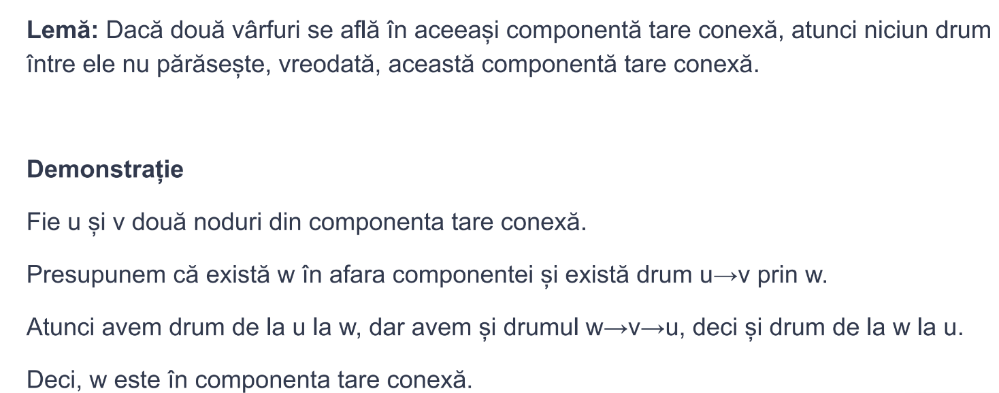 Lemă: Dacă două vârfuri se află în aceeași componentă tare conexă, atunci niciun drum
între ele nu părăsește, vreodată, această componentă tare conexă.
Demonstrație
Fie u și v două noduri din componenta tare conexă.
Presupunem că există w în afara componentei și există drum u→v prin w.
Atunci avem drum de la u la w, dar avem și drumul w→v→u, deci și drum de la w la u.
Deci, w este în componenta tare conexă.